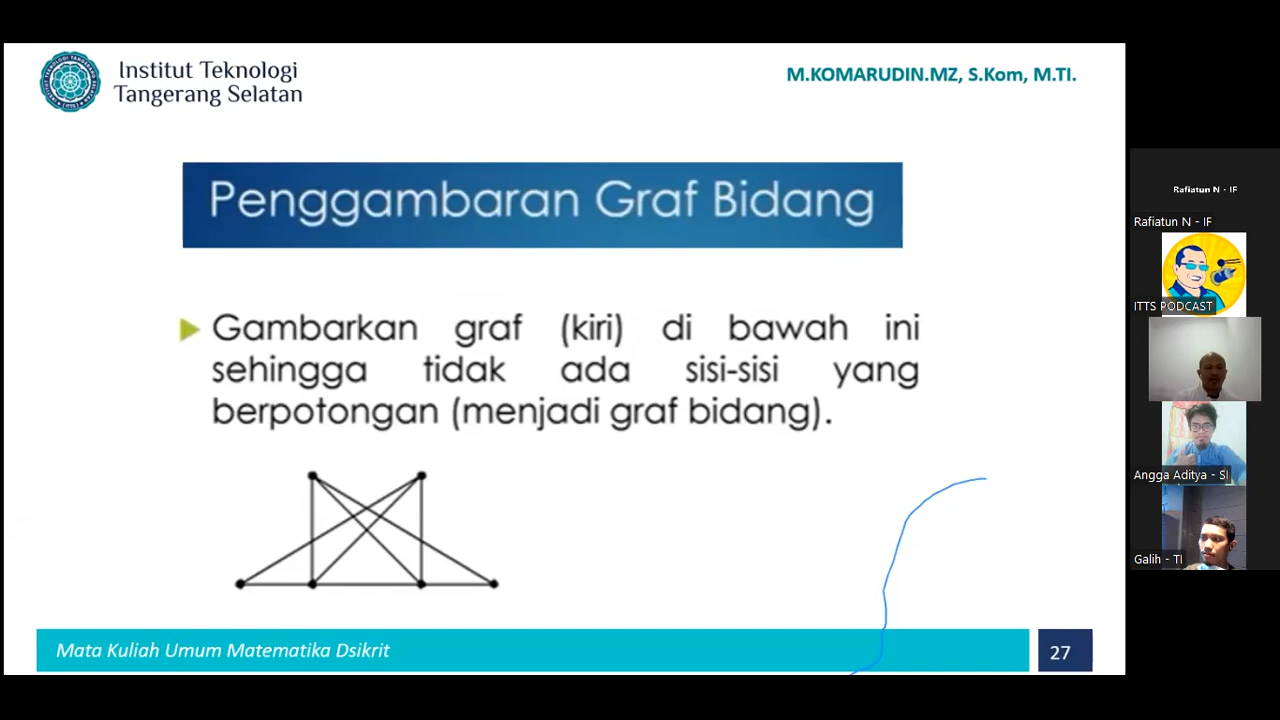 Institut Teknologi
Tangerang Selatan
M.KOMARUDIN.MZ, S.Kom, M.TI.
Penggambaran Graf Bidang
Gambarkan graf (kiri) di bawah ini
sehingga tidak ada sisi-sisi yang
berpotongan (menjadi graf bidang).
Mata Kuliah Umum Matematika Dsikrit
27
Rafiatun N - IF
Rafiatun N - IF
ITTS PODCAST
Angga Aditya - SI
Galih - TI